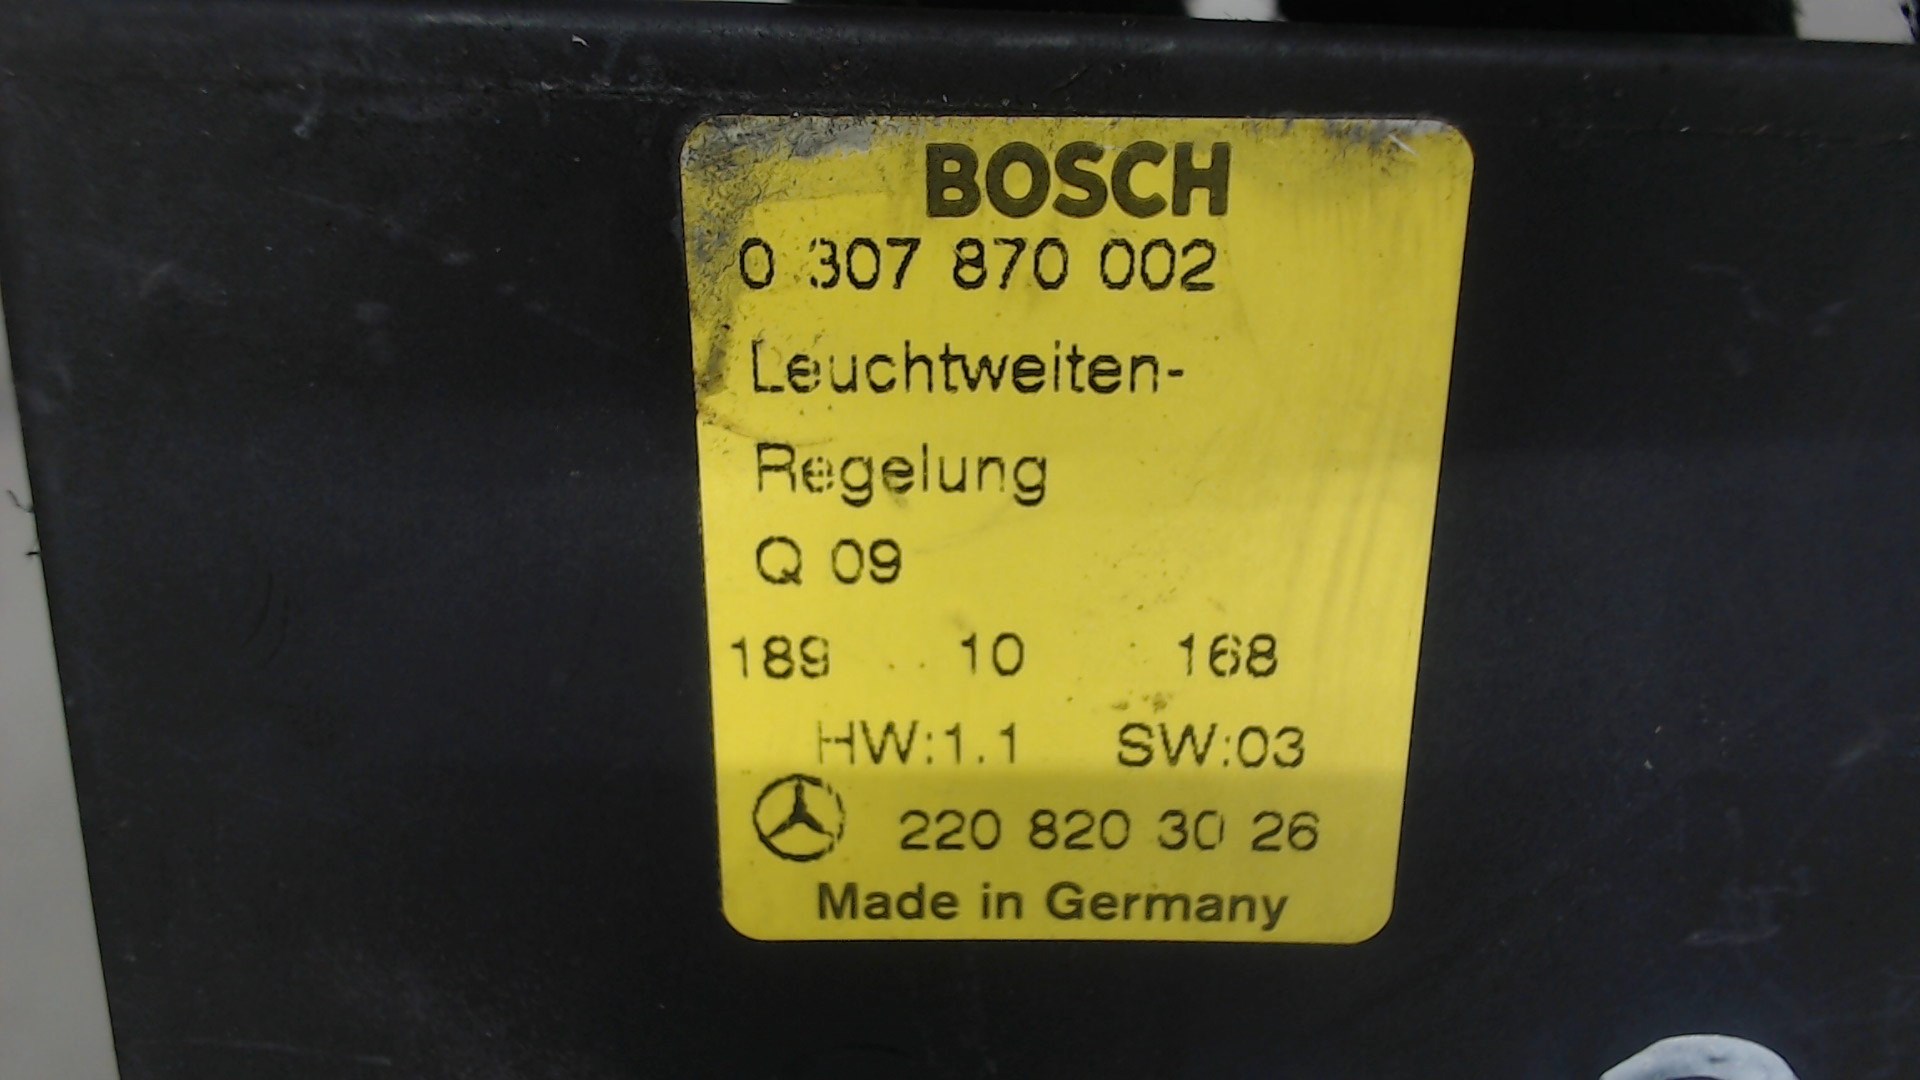 BOSCH
0 307 870 002
Leuchtweiten-
Regelung
Q 09
189 10 168
HW:1.1 SW:03
220 820 30 26
Made in Germany